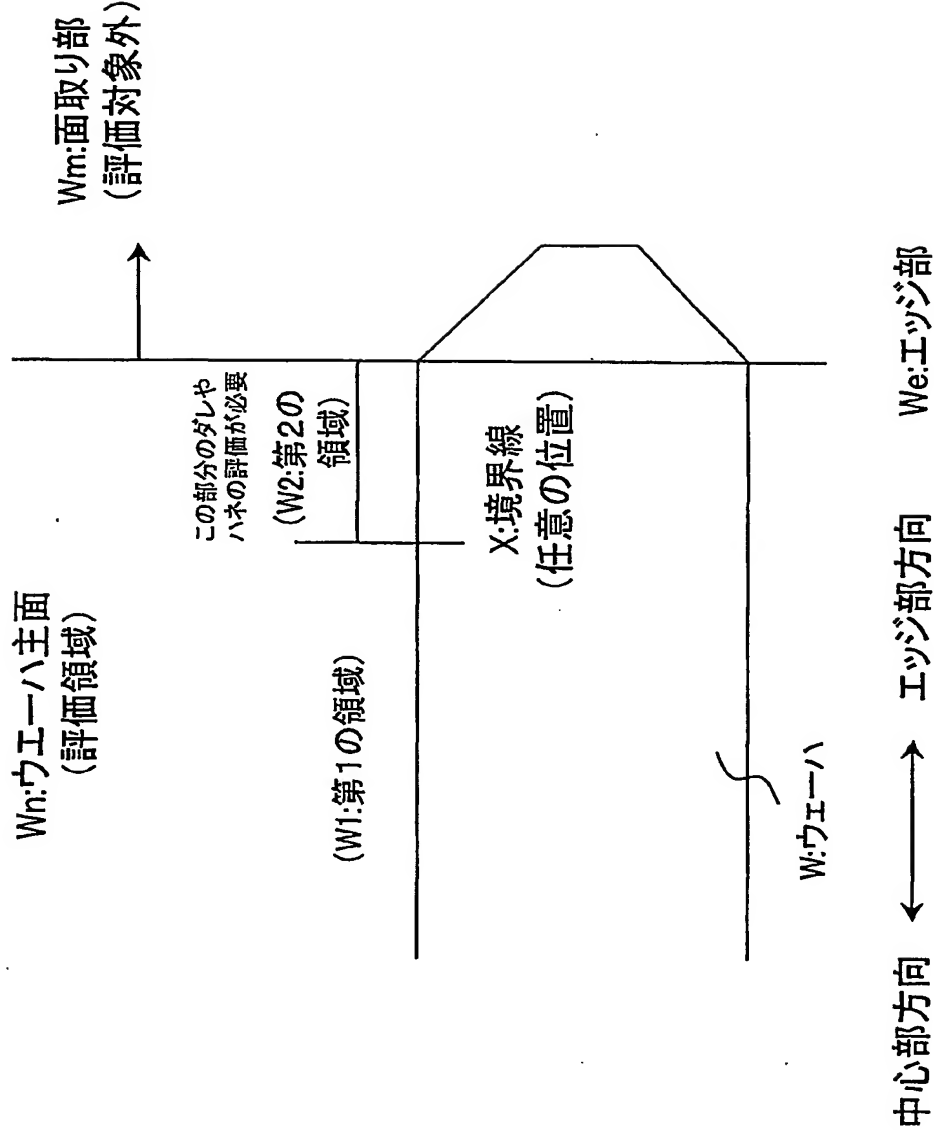 Wm:面取り部
(評価対象外)
Wn:ウエーハ主面
(評価領域)
この部分のダレや
ハネの評価が必要
(W2:第2の
領域)
(W1:第1の領域)
X:境界線
(任意の位置)
W:ウェーハ
中心部方向
エッジ部方向
We:エッジ部